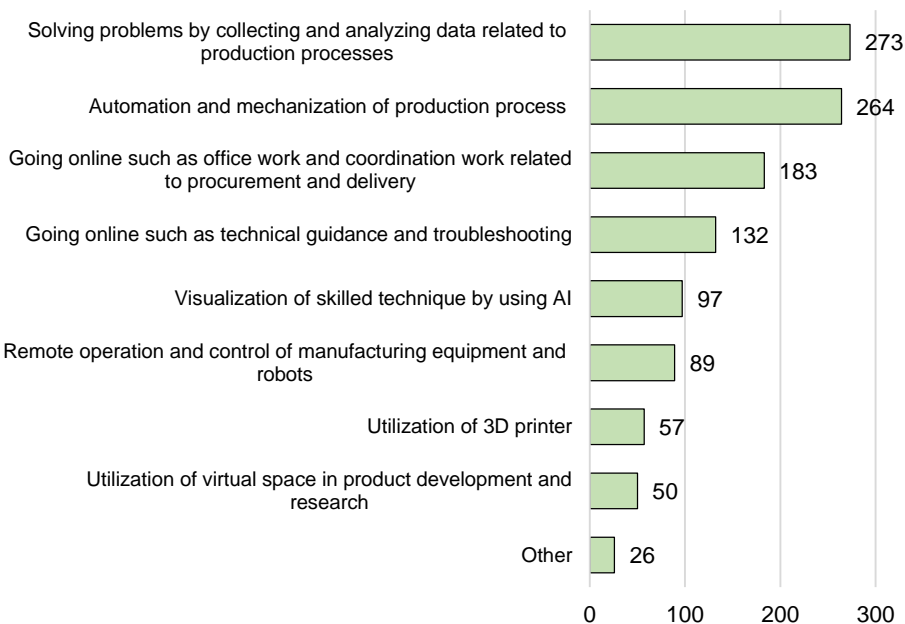 Solving problems by collecting and analyzing data related to
production processes
273
Automation and mechanization of production process
264
Going online such as office work and coordination work related
to procurement and delivery
183
Going online such as technical guidance and troubleshooting
132
Visualization of skilled technique by using AI
97
Remote operation and control of manufacturing equipment and
robots
89
Utilization of 3D printer
57
Utilization of virtual space in product development and
research
50
Other
26
0 100 200 300